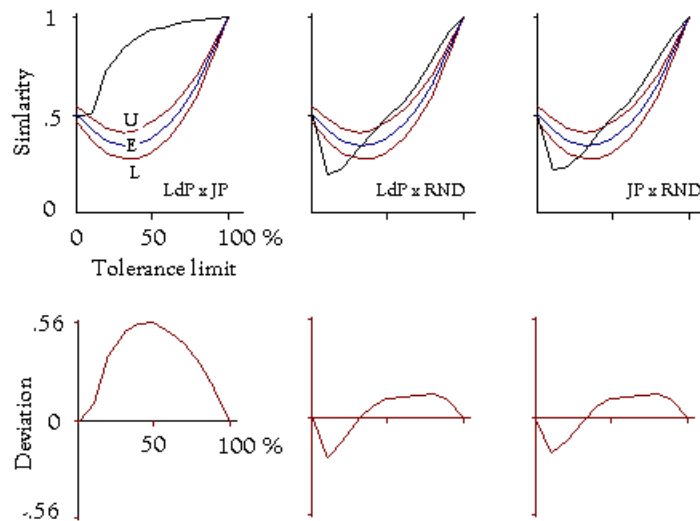 1
.5
0
Simlarity
U
E
L
LdP x JP
LdP x RND
JP x RND
0 50 100 %
Tolerance limit
.56
0
-.56
Deviation
50 100 %